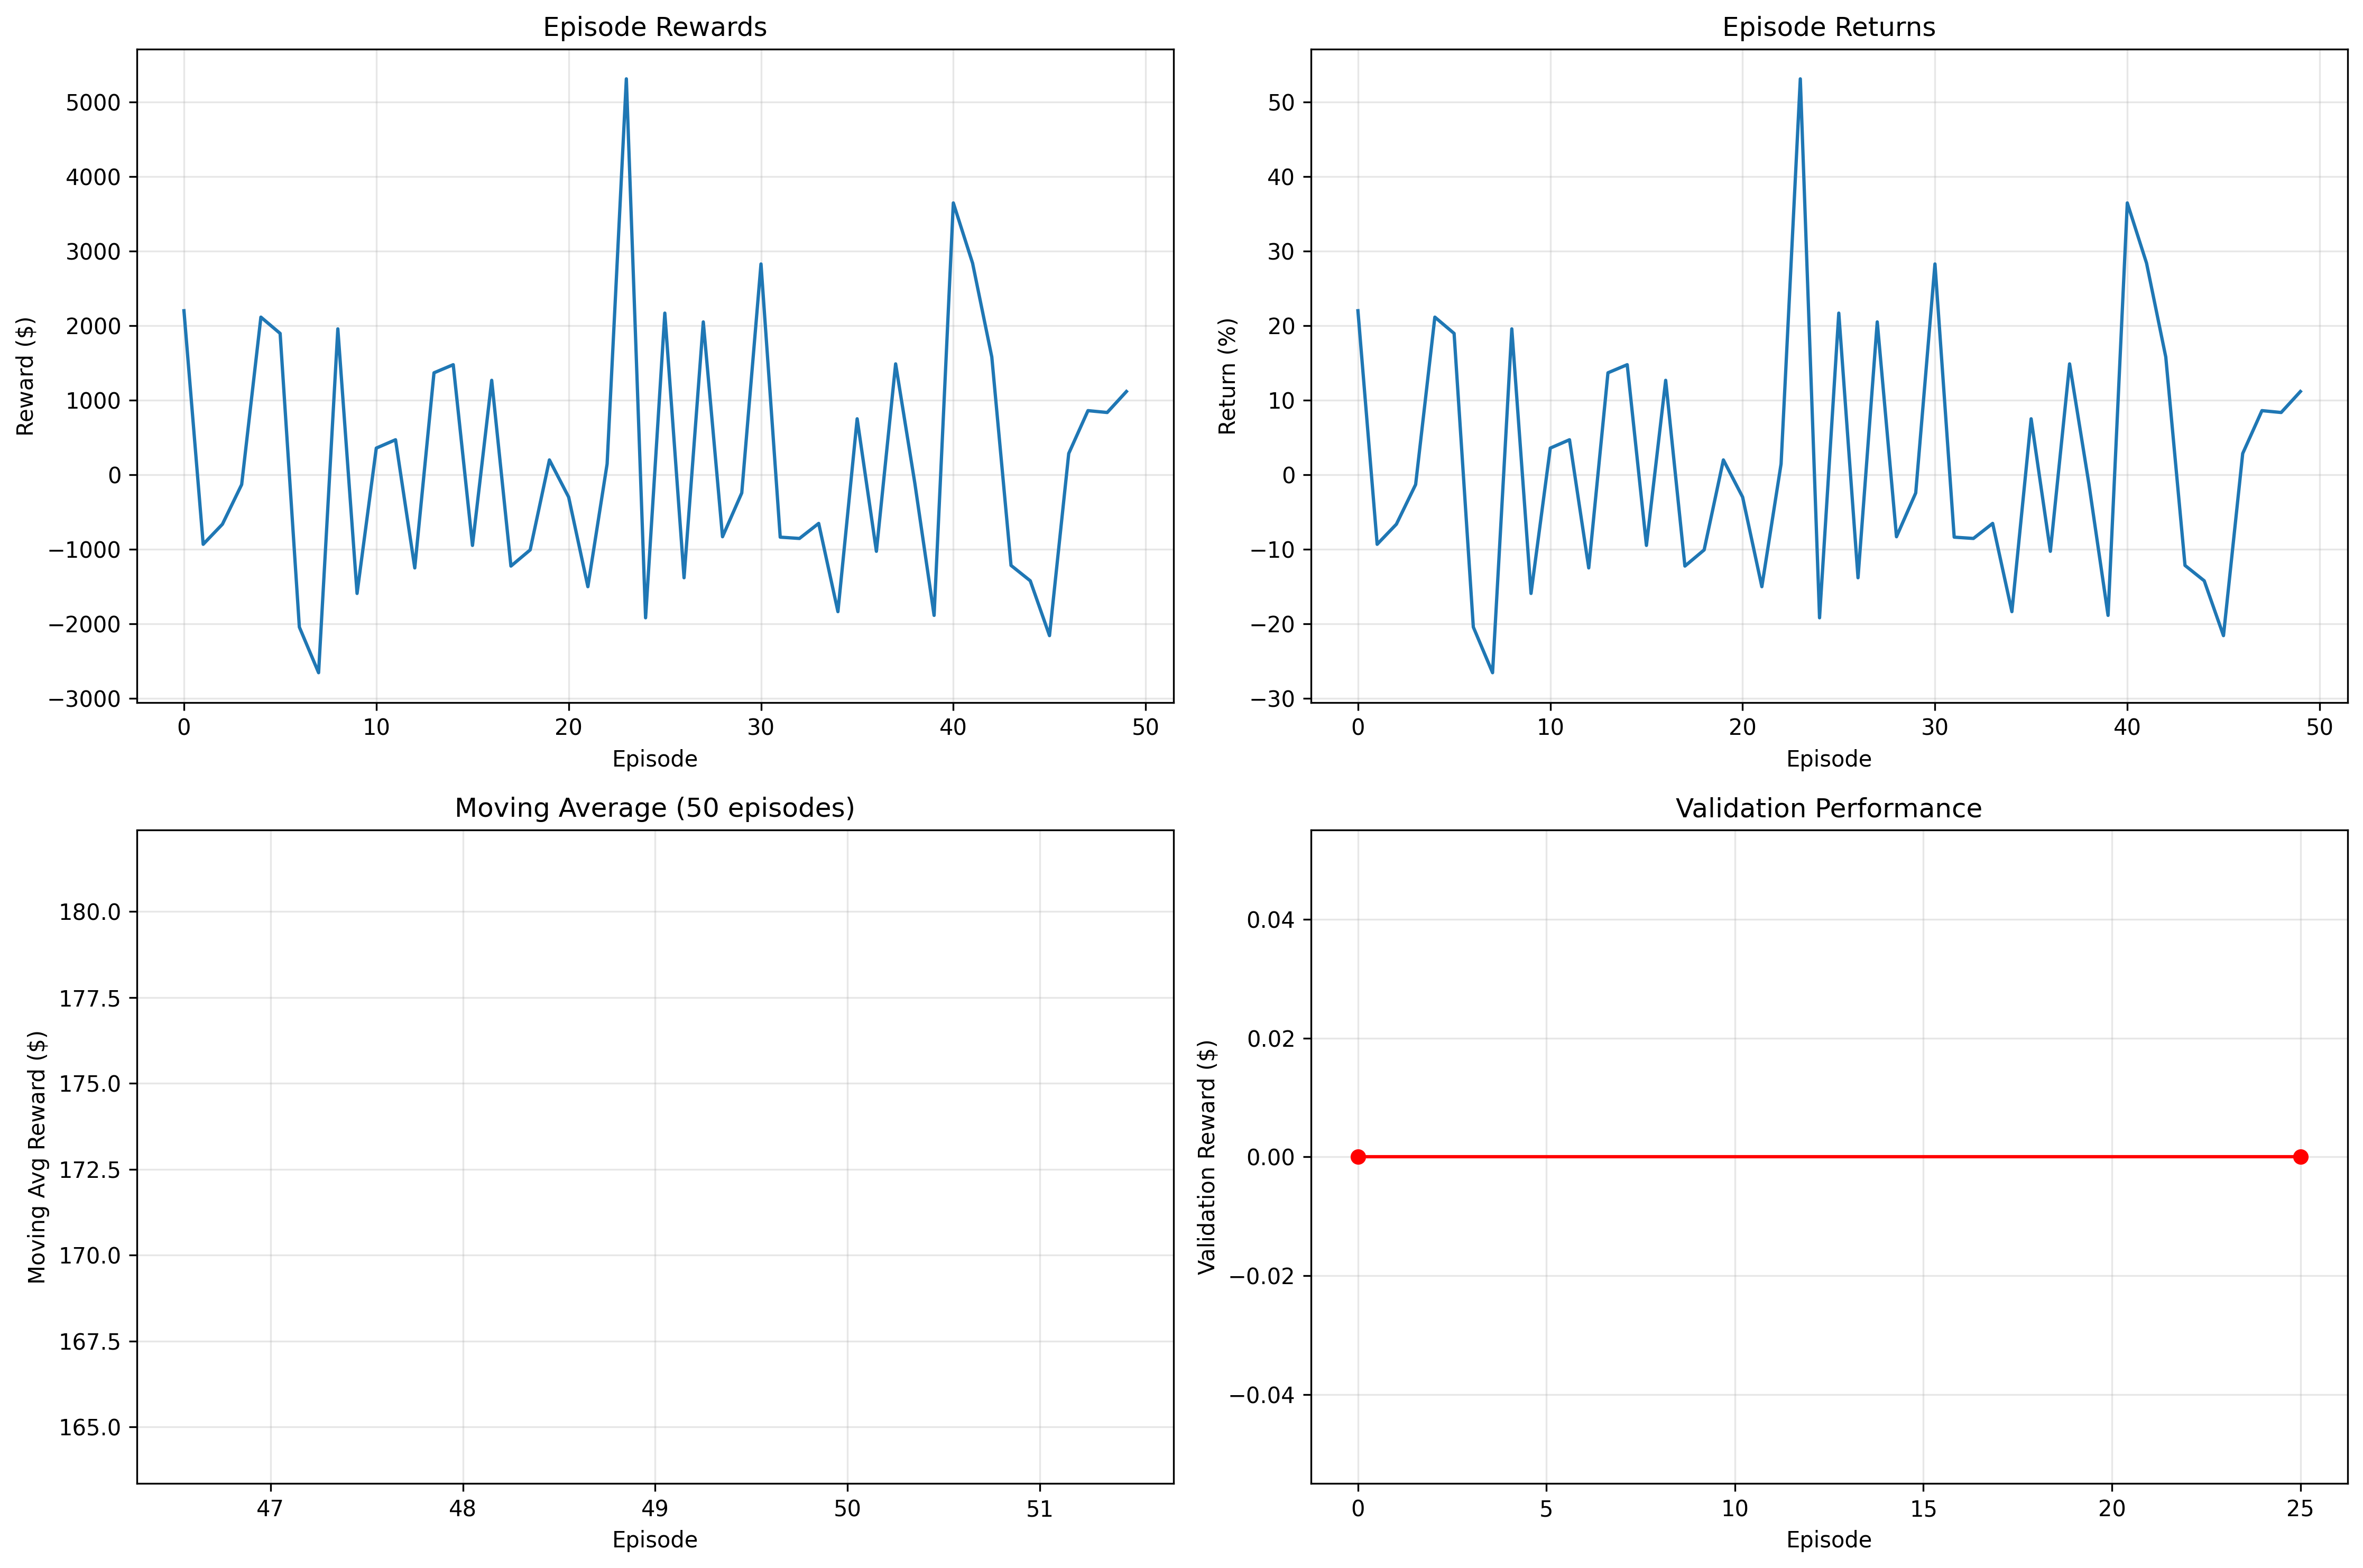 Episode Rewards
Reward ($)
5000
4000
3000
2000
1000
0
−1000
−2000
−3000
0 10 20 30 40 50
Episode
Episode Returns
Return (%)
50
40
30
20
10
0
−10
−20
−30
0 10 20 30 40 50
Episode
Moving Average (50 episodes)
Moving Avg Reward ($)
180.0
177.5
175.0
172.5
170.0
167.5
165.0
47 48 49 50 51
Episode
Validation Performance
Validation Reward ($)
0.04
0.02
0.00
−0.02
−0.04
0 5 10 15 20 25
Episode